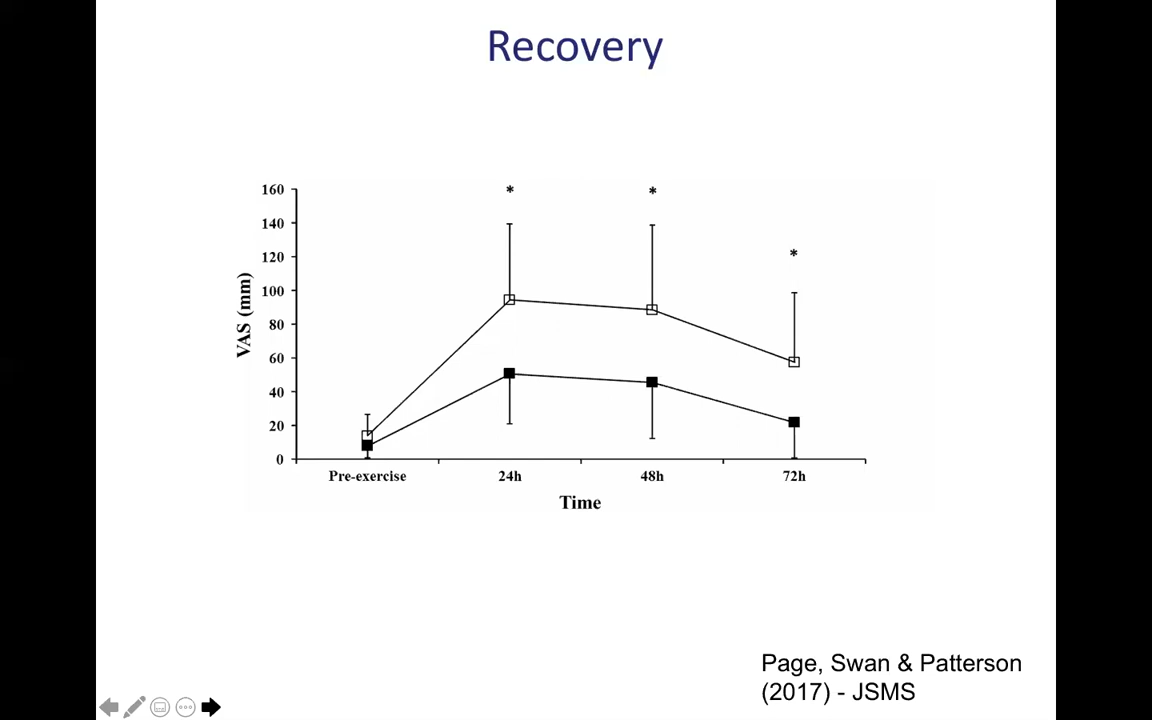 Recovery
* *
*
160
140
120
100
80
60
40
20
0
VAS (mm)
Pre-exercise 24h 48h 72h
Time
Page, Swan & Patterson
(2017) - JSMS